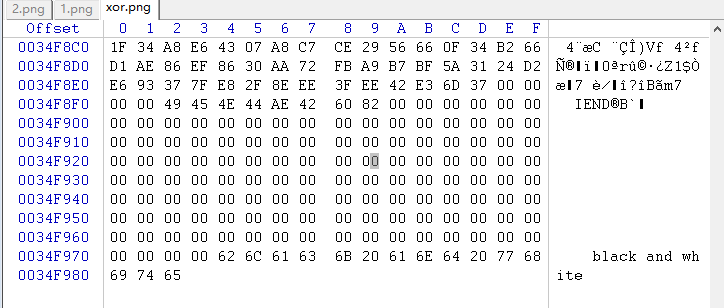 2.png 1.png xor.png
Offset 0 1 2 3 4 5 6 7 8 9 A B C D E F
0034F8C0 1F 34 A8 E6 43 07 A8 C7 CE 29 56 66 0F 34 B2 66 4¨æC ¨ÇÎ)Vf 4²f
0034F8D0 D1 AE 86 EF 86 30 AA 72 FB A9 B7 BF 5A 31 24 D2 Ñ®ï0ªrû©·¿Z1$Ò
0034F8E0 E6 93 37 7F E8 2F 8E EE 3F EE 42 E3 6D 37 00 00 æ7 è/î?îBãm7
0034F8F0 00 00 49 45 4E 44 AE 42 60 82 00 00 00 00 00 00 IEND®B`
0034F900 00 00 00 00 00 00 00 00 00 00 00 00 00 00 00 00
0034F910 00 00 00 00 00 00 00 00 00 00 00 00 00 00 00 00
0034F920 00 00 00 00 00 00 00 00 00 00 00 00 00 00 00 00
0034F930 00 00 00 00 00 00 00 00 00 00 00 00 00 00 00 00
0034F940 00 00 00 00 00 00 00 00 00 00 00 00 00 00 00 00
0034F950 00 00 00 00 00 00 00 00 00 00 00 00 00 00 00 00
0034F960 00 00 00 00 00 00 00 00 00 00 00 00 00 00 00 00
0034F970 00 00 00 00 62 6C 61 63 6B 20 61 6E 64 20 77 68 black and wh
0034F980 69 74 65 ite